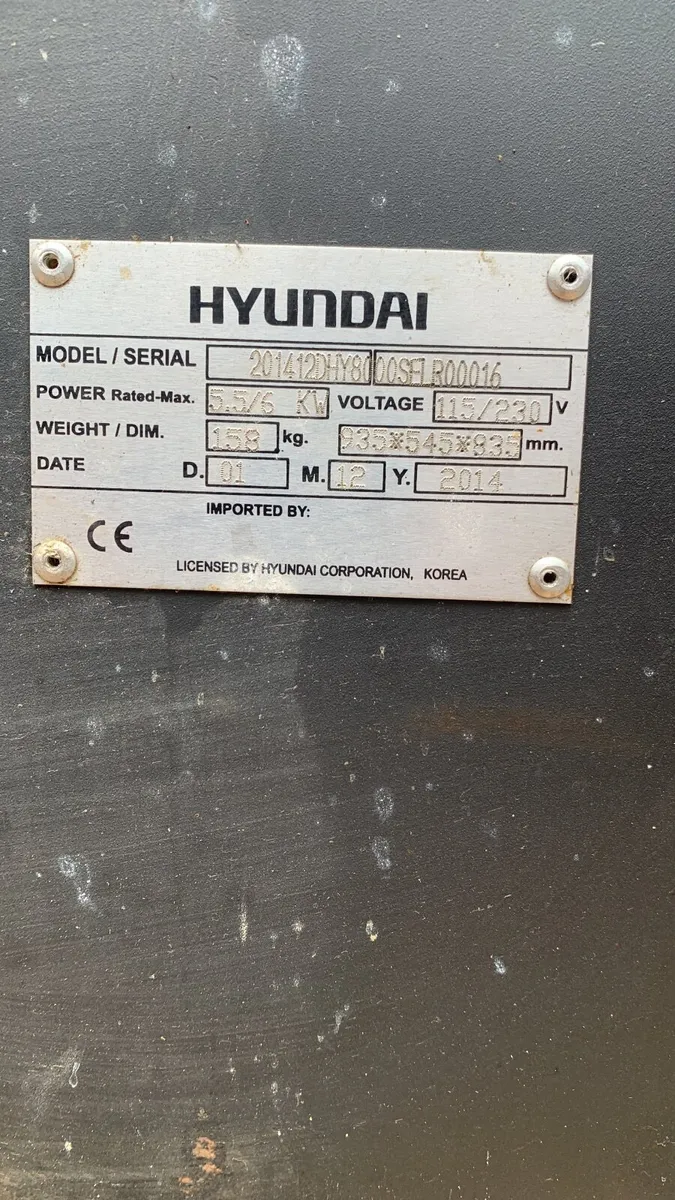 HYUNDAI
MODEL / SERIAL 201412DHY8000SELR00016
POWER Rated-Max. 5.5/6 KW VOLTAGE 115/230 V
WEIGHT / DIM. 158 kg. 935*545*835 mm.
DATE D. 01 M. 12 Y. 2014
IMPORTED BY:
CE
LICENSED BY HYUNDAI CORPORATION, KOREA